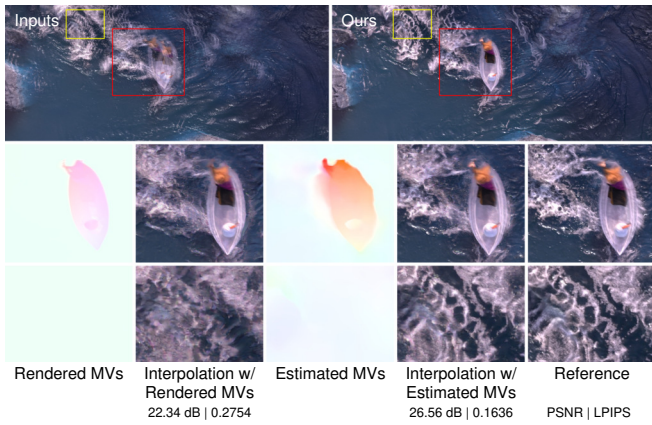 Inputs
Ours
Rendered MVs
Interpolation w/
Rendered MVs
22.34 dB | 0.2754
Estimated MVs
Interpolation w/
Estimated MVs
26.56 dB | 0.1636
Reference
PSNR | LPIPS